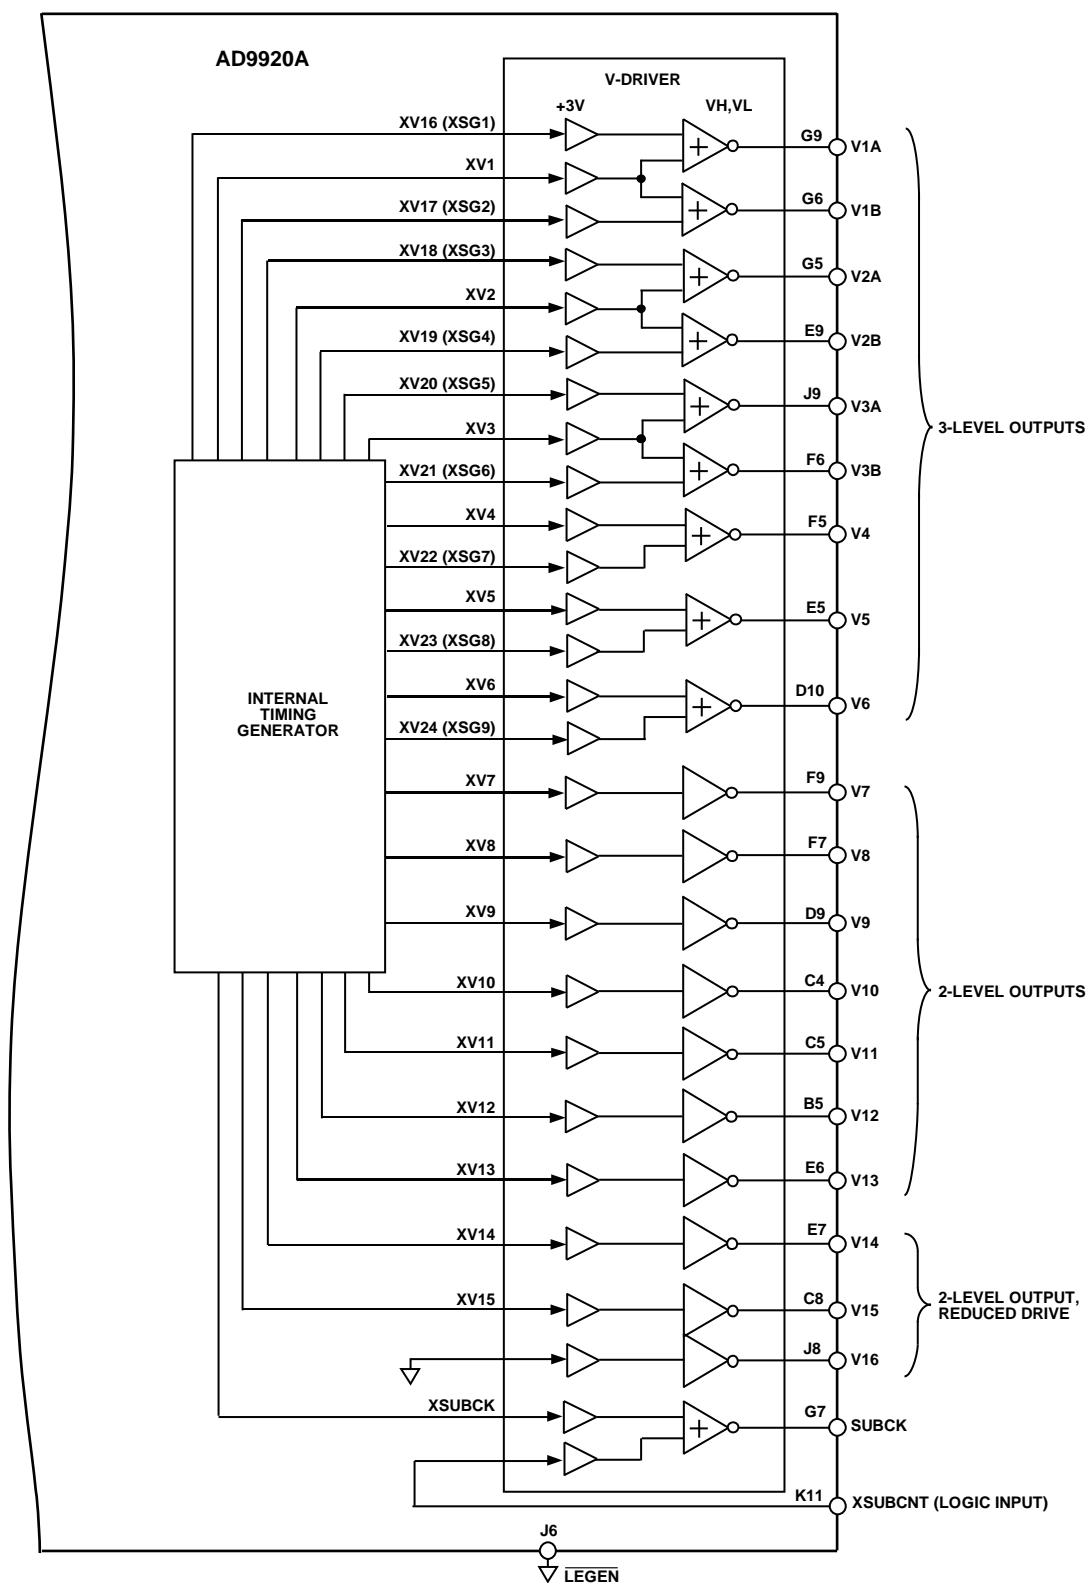 AD9920A
V-DRIVER
+3V
VH,VL
XV16 (XSG1)
G9
V1A
XV1
G6
V1B
XV17 (XSG2)
XV18 (XSG3)
G5
V2A
XV2
E9
V2B
XV19 (XSG4)
XV20 (XSG5)
J9
V3A
XV3
3-LEVEL OUTPUTS
F6
V3B
XV21 (XSG6)
XV4
F5
V4
XV22 (XSG7)
XV5
E5
V5
XV23 (XSG8)
XV6
D10
V6
INTERNAL
TIMING
GENERATOR
XV24 (XSG9)
XV7
F9
V7
XV8
F7
V8
XV9
D9
V9
XV10
C4
V10
2-LEVEL OUTPUTS
XV11
C5
V11
XV12
B5
V12
XV13
E6
V13
XV14
E7
V14
XV15
C8
V15
2-LEVEL OUTPUT,
REDUCED DRIVE
J8
V16
XSUBCK
G7
SUBCK
K11
XSUBCNT (LOGIC INPUT)
J6
LEGEN